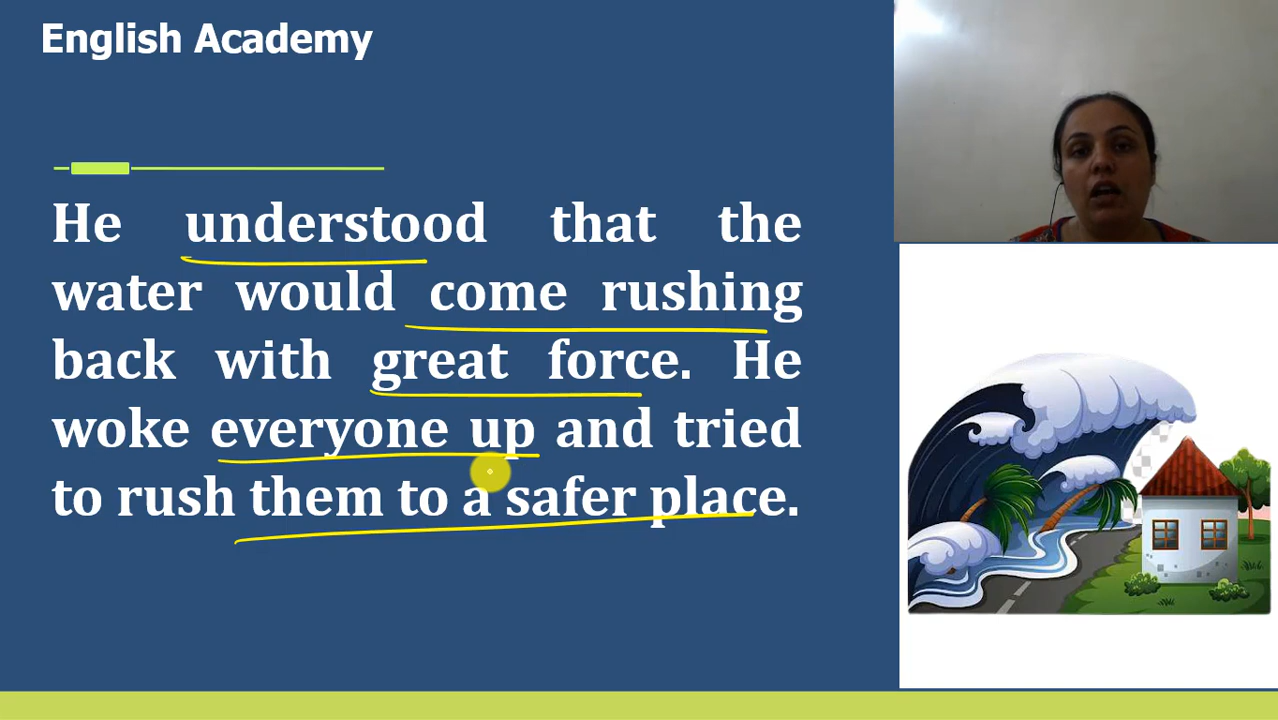 English Academy
He understood that the
water would come rushing
back with great force. He
woke everyone up and tried
to rush them to a safer place.